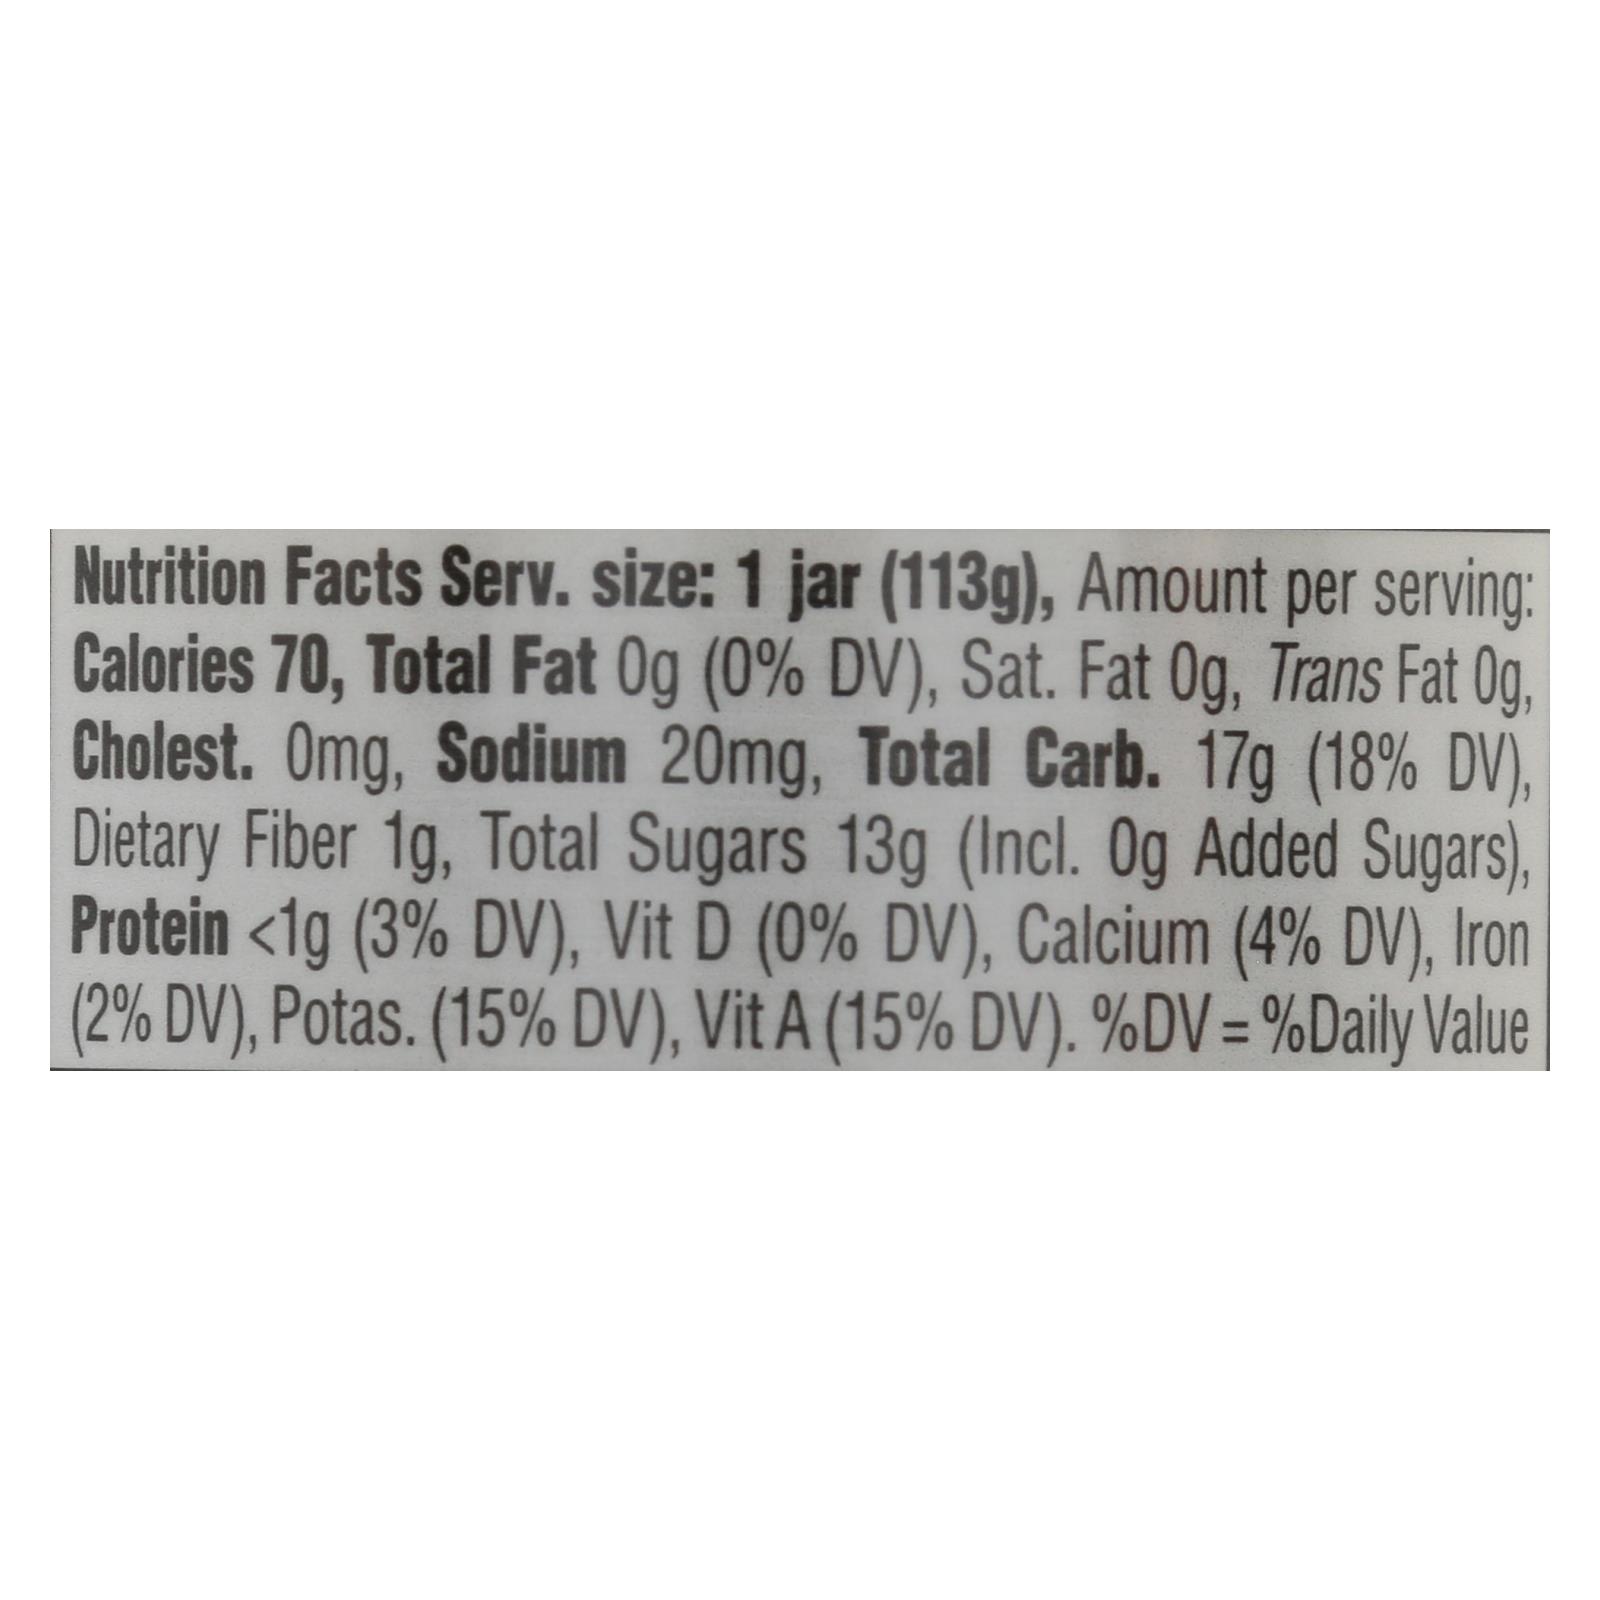 Nutrition Facts Serv. size: 1 jar (113g), Amount per serving:
Calories 70, Total Fat 0g (0% DV), Sat. Fat 0g, Trans Fat 0g,
Cholest. 0mg, Sodium 20mg, Total Carb. 17g (18% DV),
Dietary Fiber 1g, Total Sugars 13g (Incl. 0g Added Sugars),
Protein <1g (3% DV), Vit D (0% DV), Calcium (4% DV), Iron
(2% DV), Potas. (15% DV), Vit A (15% DV). %DV = %Daily Value